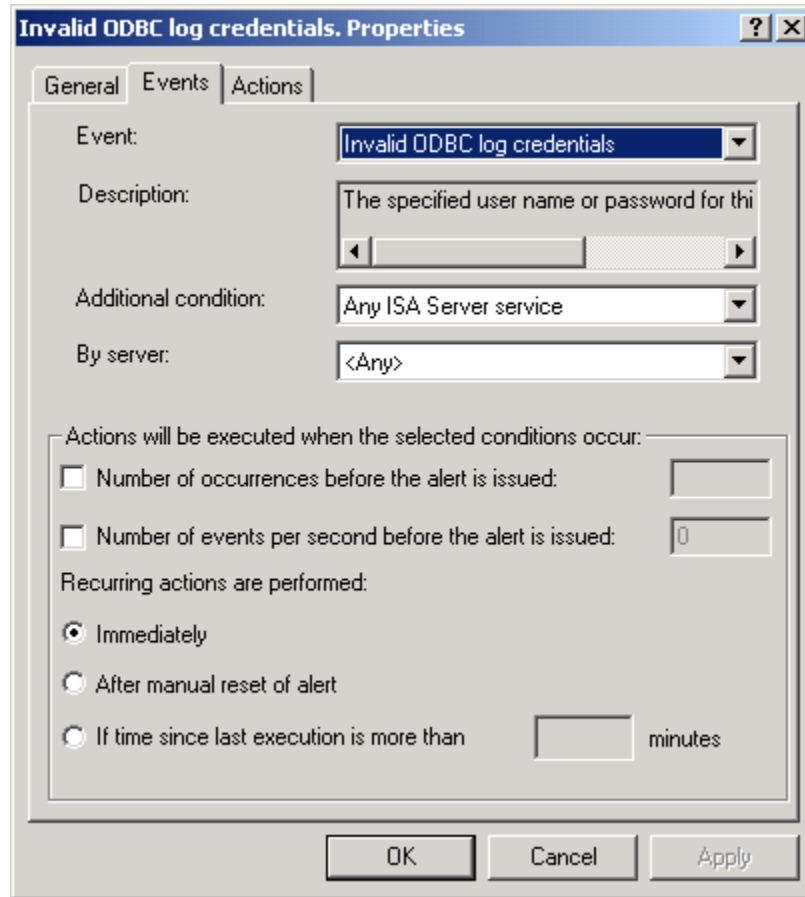 Invalid ODBC log credentials. Properties
General Events Actions
Event: Invalid ODBC log credentials
Description: The specified user name or password for thi
Additional condition: Any ISA Server service
By server: <Any>
Actions will be executed when the selected conditions occur:
Number of occurrences before the alert is issued:
Number of events per second before the alert is issued: 0
Recurring actions are performed:
Immediately
After manual reset of alert
If time since last execution is more than minutes
OK Cancel Apply